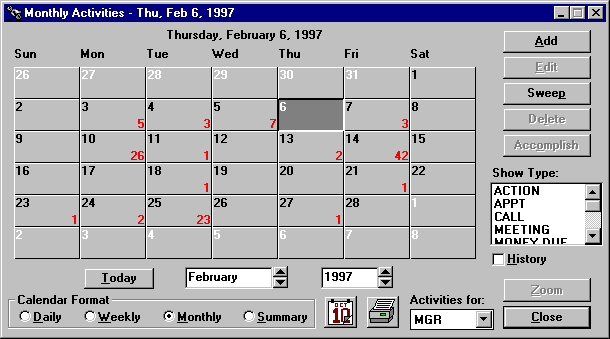 Monthly Activities - Thu, Feb 6, 1997
Thursday, February 6, 1997
Sun Mon Tue Wed Thu Fri Sat
26 27 28 29 30 31 1
2 3 4 5 6 7 8
5 3 7 3
9 10 11 12 13 14 15
26 1 2 42
16 17 18 19 20 21 22
1 1
23 24 25 26 27 28 1
1 2 23 1
2 3 4 5 6 7 8
Add
Edit
Sweep
Delete
Accomplish
Show Type:
ACTION
APPT
CALL
MEETING
MONEY DUE
History
Today February 1997
Zoom
Calendar Format
Daily Weekly Monthly Summary
OCT
12
Activities for:
MGR
Close